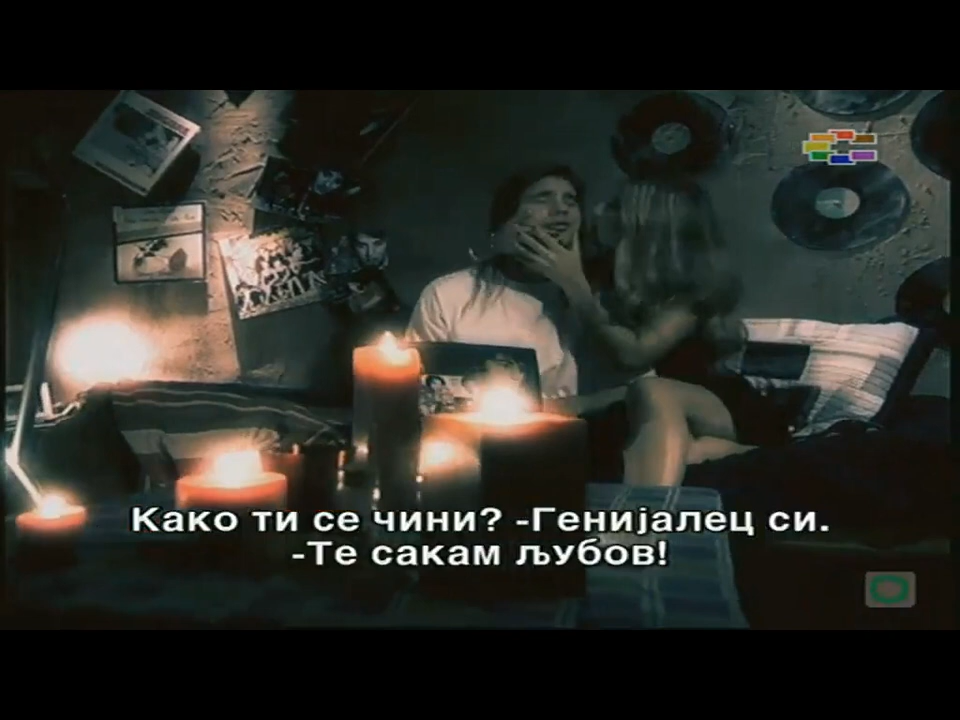 Како ти се чини? -Генијалец си.
-Те сакам љубов!